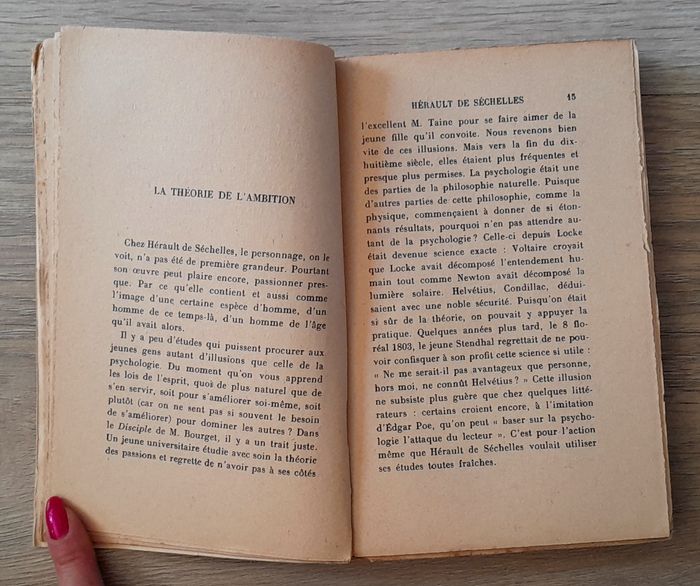 LA THÉORIE DE L'AMBITION
Chez Hérault de Séchelles, le personnage, on le
voit, n'a pas été de première grandeur. Pourtant
son œuvre peut plaire encore, passionner pres-
que. Par ce qu'elle contient et aussi comme
l'image d'une certaine espèce d'homme, d'un
homme de ce temps-là, d'un homme de l'âge
qu'il avait alors.
Il y a peu d'études qui puissent procurer aux
jeunes gens autant d'illusions que celle de la
psychologie. Du moment qu'on vous apprend
les lois de l'esprit, quoi de plus naturel que de
s'en servir, soit pour s'améliorer soi-même, soit
plutôt (car on ne sent pas si souvent le besoin
de s'améliorer) pour dominer les autres ? Dans
le Disciple de M. Bourget, il y a un trait juste.
Un jeune universitaire étudie avec soin la théorie
des passions et regrette de n'avoir pas à ses côtés
HÉRAULT DE SÉCHELLES 15
l'excellent M. Taine pour se faire aimer de la
jeune fille qu'il convoite. Nous revenons bien
vite de ces illusions. Mais vers la fin du dix-
huitième siècle, elles étaient plus fréquentes et
presque plus permises. La psychologie était une
des parties de la philosophie naturelle. Puisque
d'autres parties de cette philosophie, comme la
physique, commençaient à donner de si éton-
nants résultats, pourquoi n'en pas attendre au-
tant de la psychologie ? Celle-ci depuis Locke
était devenue science exacte : Voltaire croyait
que Locke avait décomposé l'entendement hu-
main tout comme Newton avait décomposé la
lumière solaire. Helvétius, Condillac, dédui-
saient avec une noble sécurité. Puisqu'on était
si sûr de la théorie, on pouvait y appuyer la
pratique. Quelques années plus tard, le 8 flo-
réal 1803, le jeune Stendhal regrettait de ne pou-
voir confisquer à son profit cette science si utile :
« Ne me serait-il pas avantageux que personne,
hors moi, ne connût Helvétius ? » Cette illusion
ne subsiste plus guère que chez quelques litté-
rateurs : certains croient encore, à l'imitation
d'Edgar Poe, qu'on peut « baser sur la psycho-
logie l'attaque du lecteur ». C'est pour l'action
même que Hérault de Séchelles voulait utiliser
ses études toutes fraîches.